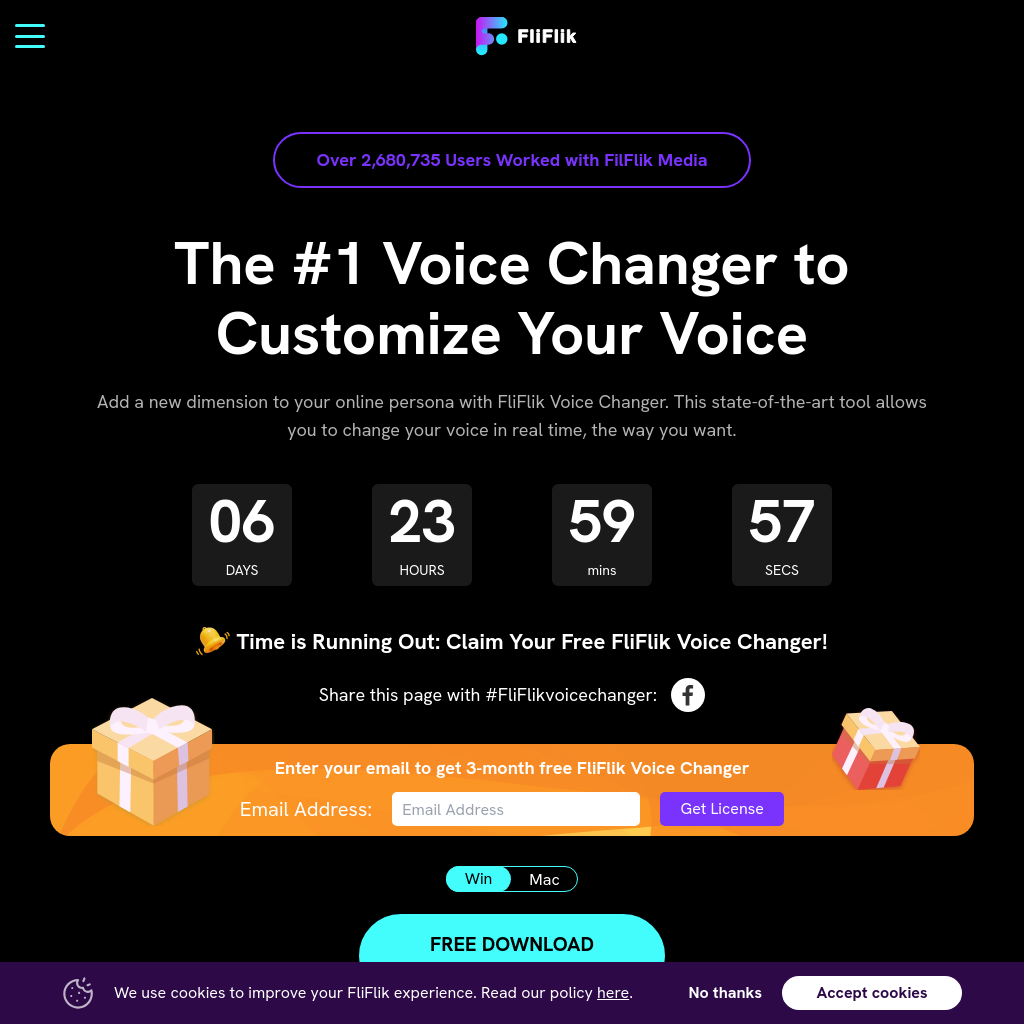 FliFlik
Over 2,680,735 Users Worked with FilFlik Media
The #1 Voice Changer to
Customize Your Voice
Add a new dimension to your online persona with FliFlik Voice Changer. This state-of-the-art tool allows
you to change your voice in real time, the way you want.
06 23 59 57
DAYS HOURS mins SECS
Time is Running Out: Claim Your Free FliFlik Voice Changer!
Share this page with #FliFlikvoicechanger:
Enter your email to get 3-month free FliFlik Voice Changer
Email Address: Email Address Get License
Win Mac
FREE DOWNLOAD
We use cookies to improve your FliFlik experience. Read our policy here. No thanks Accept cookies